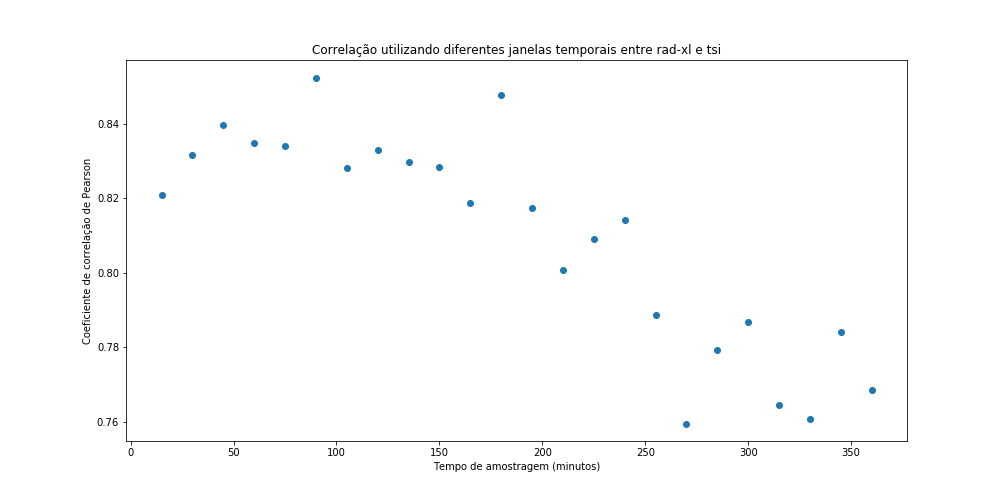 Correlação utilizando diferentes janelas temporais entre rad-xl e tsi
Coeficiente de correlação de Pearson
0.84
0.82
0.80
0.78
0.76
0 50 100 150 200 250 300 350
Tempo de amostragem (minutos)